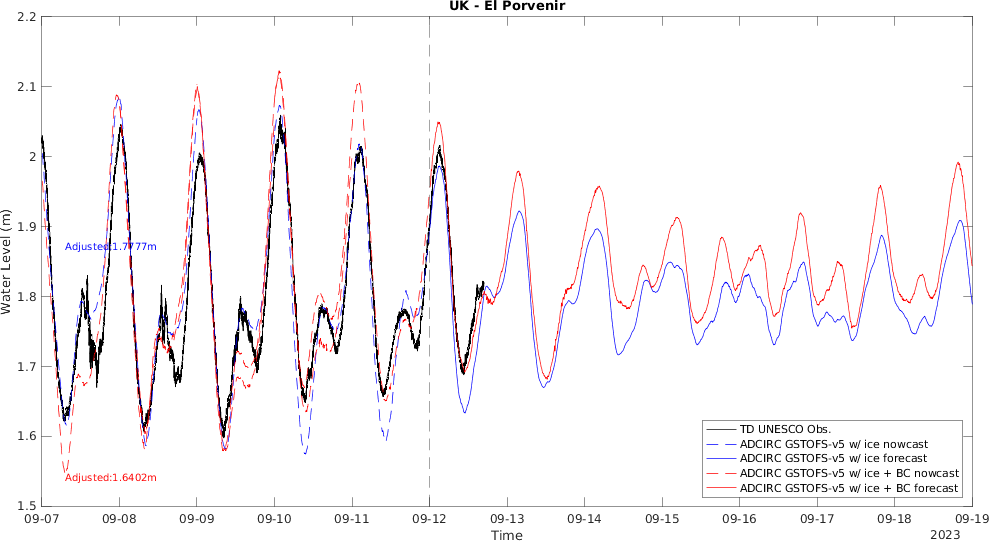 UK - El Porvenir
2.2
2.1
2
1.9
1.8
1.7
1.6
1.5
Water Level (m)
Adjusted:1.7777m
Adjusted:1.6402m
TD UNESCO Obs.
ADCIRC GSTOFS-v5 w/ ice nowcast
ADCIRC GSTOFS-v5 w/ ice forecast
ADCIRC GSTOFS-v5 w/ ice + BC nowcast
ADCIRC GSTOFS-v5 w/ ice + BC forecast
09-07 09-08 09-09 09-10 09-11 09-12 09-13 09-14 09-15 09-16 09-17 09-18 09-19
Time
2023